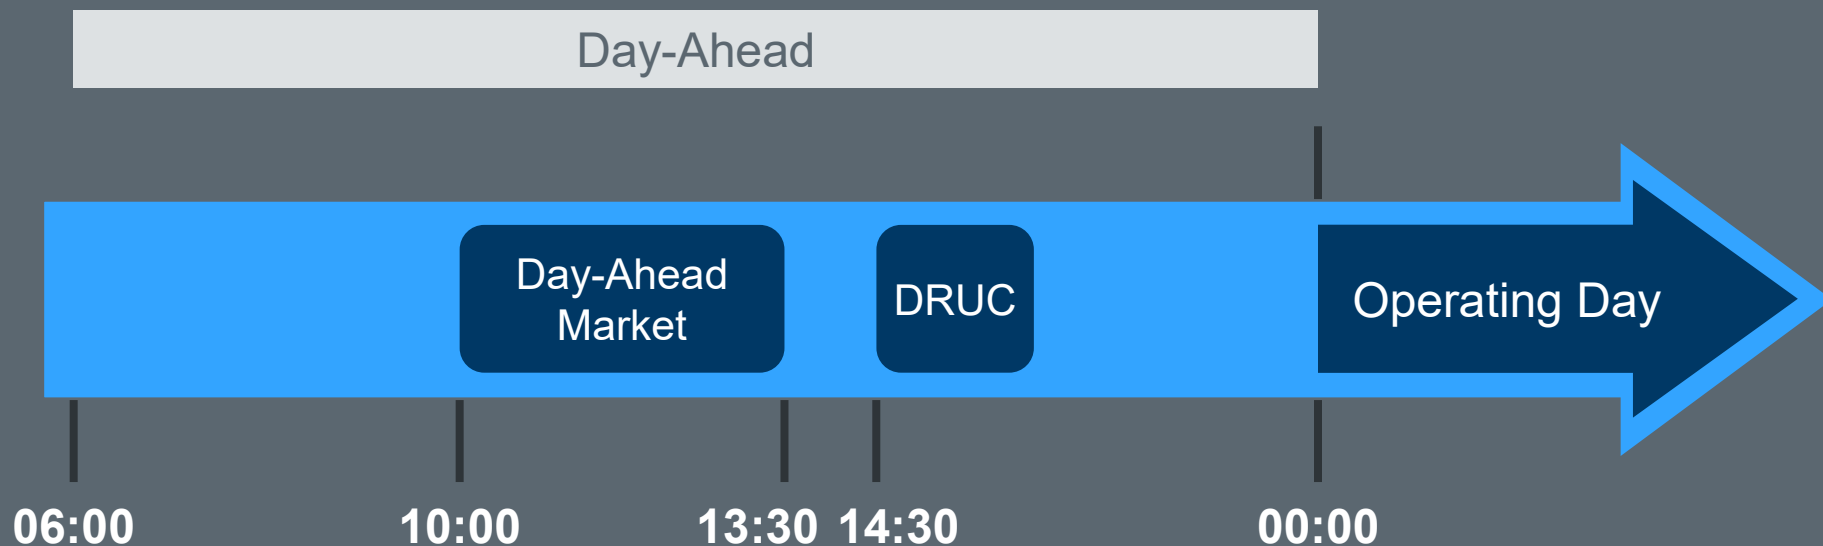 Day-Ahead
Day-Ahead
Market
DRUC
Operating Day
06:00
10:00
13:30
14:30
00:00